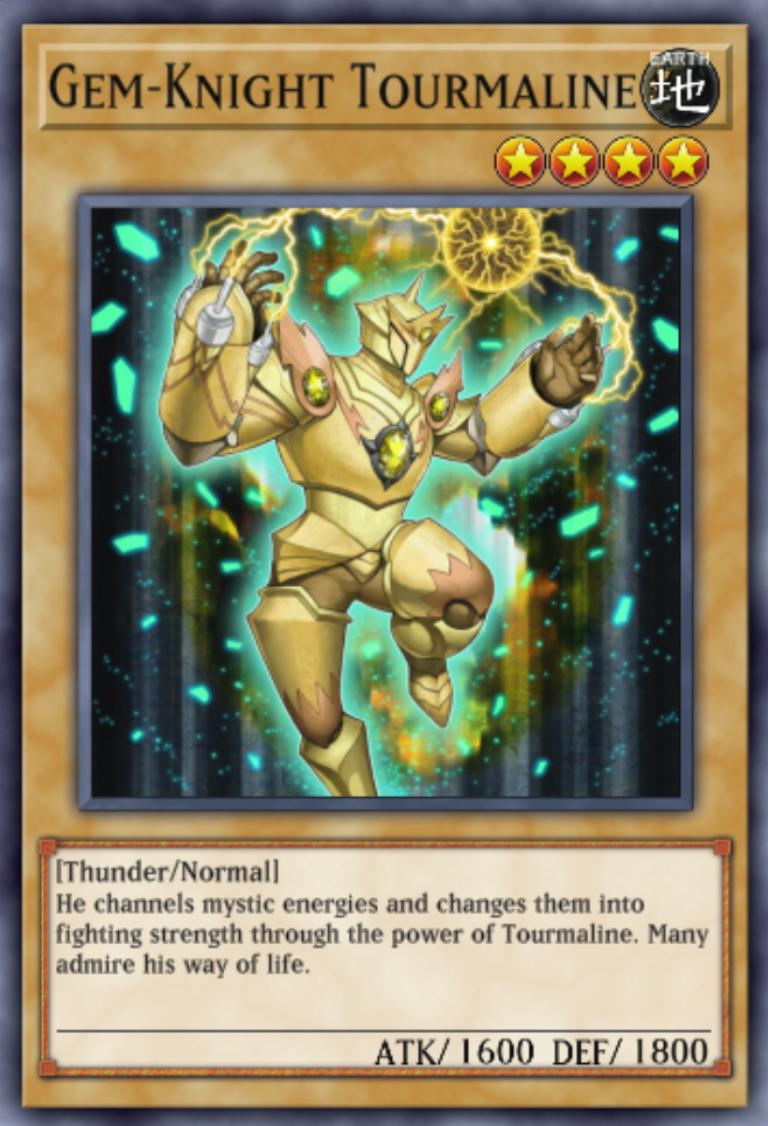 Gem-Knight Tourmaline
EARTH
地
[Thunder/Normal]
He channels mystic energies and changes them into
fighting strength through the power of Tourmaline. Many
admire his way of life.
ATK/ 1600 DEF/ 1800